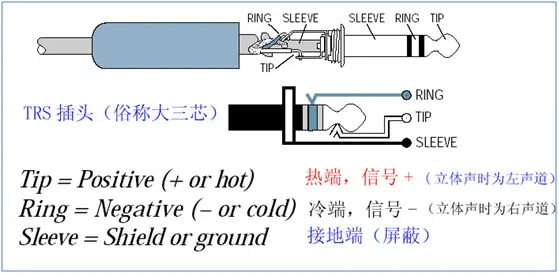 RING SLEEVE SLEEVE RING TIP
TIP
TRS 插头（俗称大三芯）
RING
TIP
SLEEVE
Tip = Positive (+ or hot) 热端，信号 + （立体声时为左声道）
Ring = Negative (– or cold) 冷端，信号 – （立体声时为右声道）
Sleeve = Shield or ground 接地端（屏蔽）